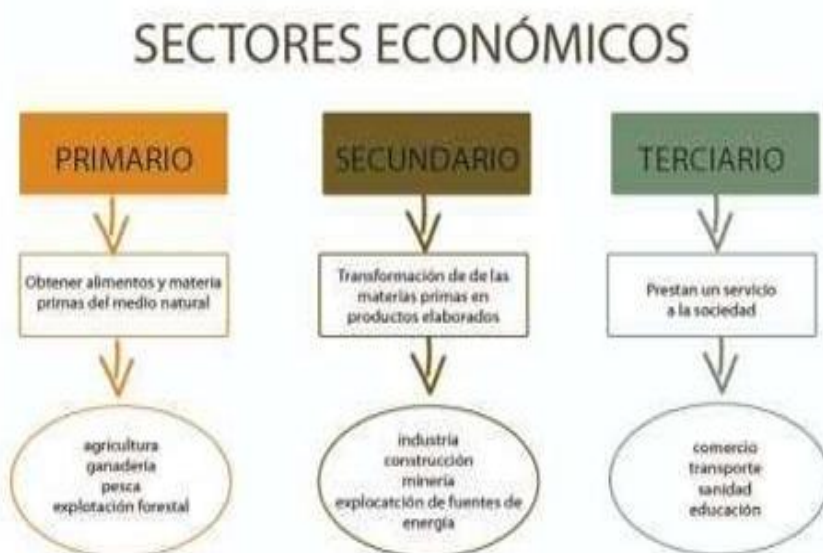 SECTORES ECONÓMICOS
PRIMARIO
Obtener alimentos y materia
primas del medio natural
agricultura
ganadería
pesca
explotación forestal
SECUNDARIO
Transformación de de las
materias primas en
productos elaborados
industria
construcción
minería
explocatción de fuentes de
energía
TERCIARIO
Prestan un servicio
a la sociedad
comercio
transporte
sanidad
educación